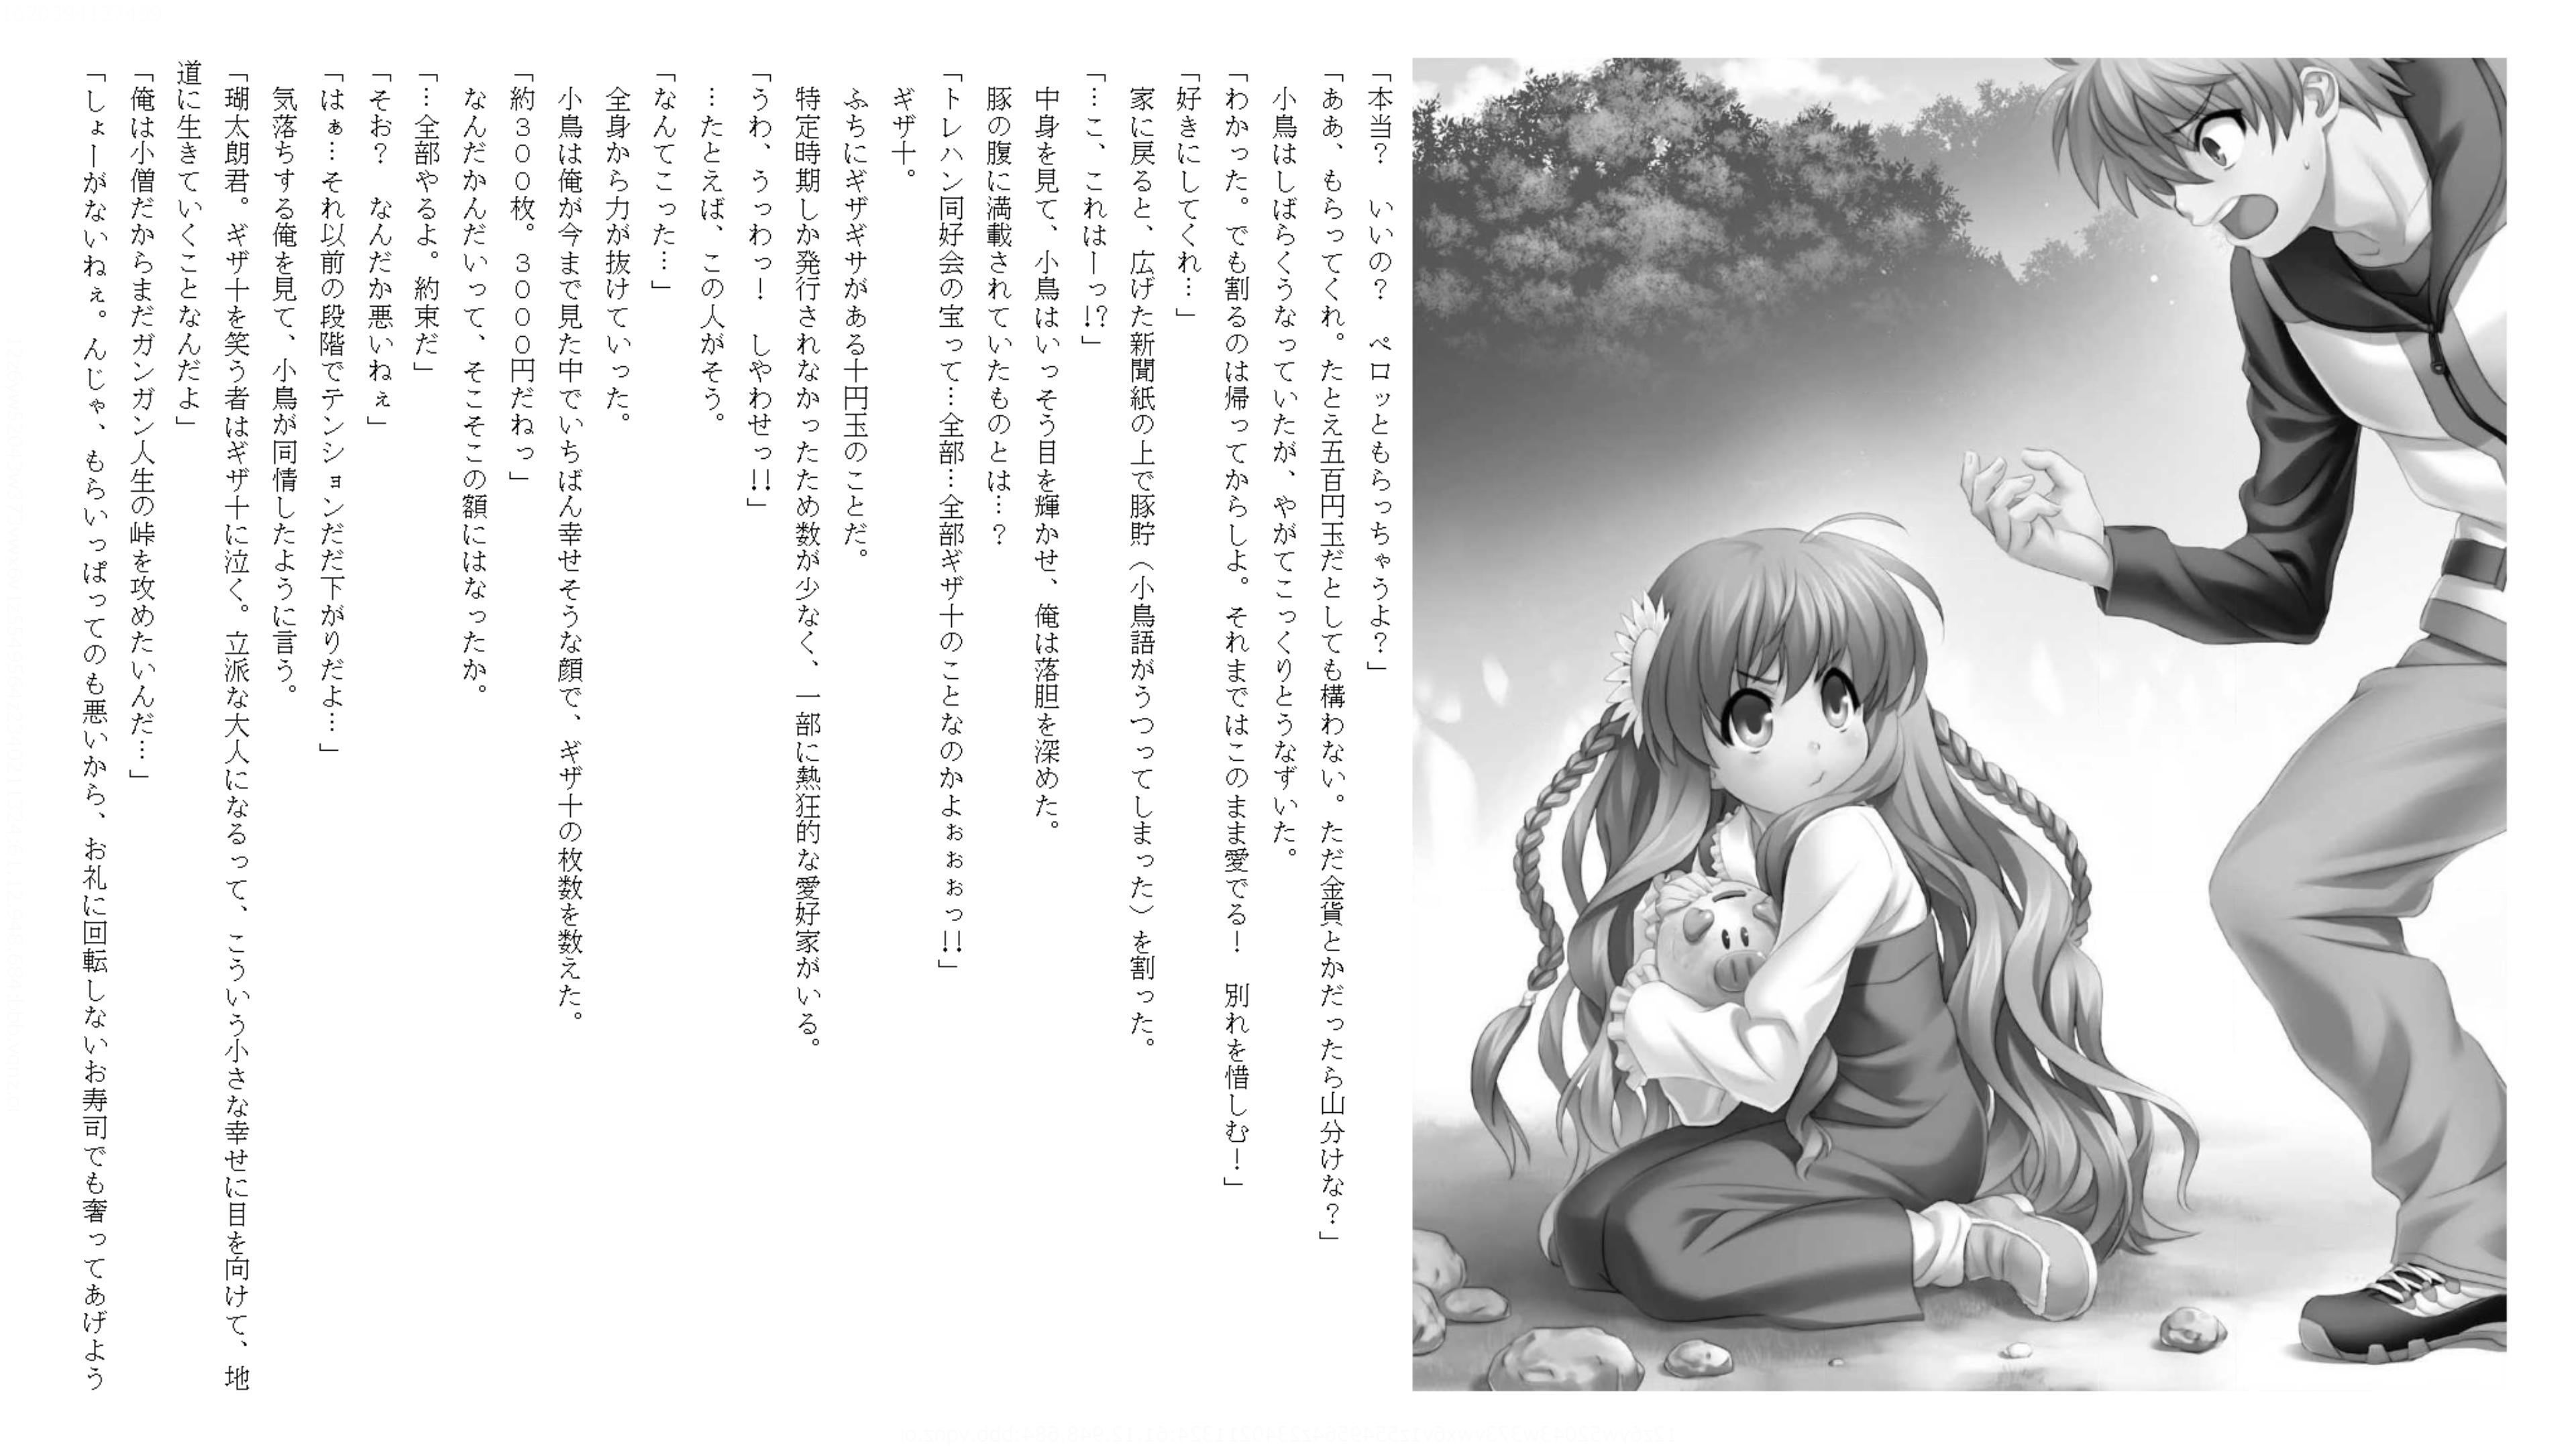 「本当？　いいの？　ペロッともらっちゃうよ？」
「ああ、もらってくれ。たとえ五百円玉だとしても構わない。ただ金貨とかだったら山分けな？」
　小鳥はしばらくうなっていたが、やがてこっくりとうなずいた。
「わかった。でも割るのは帰ってからしよ。それまではこのまま愛でる！　別れを惜しむ！」
「好きにしてくれ…」
　家に戻ると、広げた新聞紙の上で豚貯（小鳥語がうつってしまった）を割った。
「…こ、これはーっ!?」
　中身を見て、小鳥はいっそう目を輝かせ、俺は落胆を深めた。
　豚の腹に満載されていたものとは…？
「トレハン同好会の宝って…全部…全部ギザ十のことなのかよぉぉぉっ!!」
　ギザ十。
　ふちにギザギサがある十円玉のことだ。
　特定時期しか発行されなかったため数が少なく、一部に熱狂的な愛好家がいる。
「うわ、うっわっ！　しやわせっ!!」
　…たとえば、この人がそう。
「なんてこった…」
　全身から力が抜けていった。
　小鳥は俺が今まで見た中でいちばん幸せそうな顔で、ギザ十の枚数を数えた。
「約３００枚。３０００円だねっ」
　なんだかんだいって、そこそこの額にはなったか。
「…全部やるよ。約束だ」
「そお？　なんだか悪いねぇ」
「はぁ…それ以前の段階でテンションだだ下がりだよ…」
　気落ちする俺を見て、小鳥が同情したように言う。
「瑚太朗君。ギザ十を笑う者はギザ十に泣く。立派な大人になるって、こういう小さな幸せに目を向けて、地
道に生きていくことなんだよ」
「俺は小僧だからまだガンガン人生の峠を攻めたいんだ…」
「しょーがないねぇ。んじゃ、もらいっぱってのも悪いから、お礼に回転しないお寿司でも奢ってあげよう